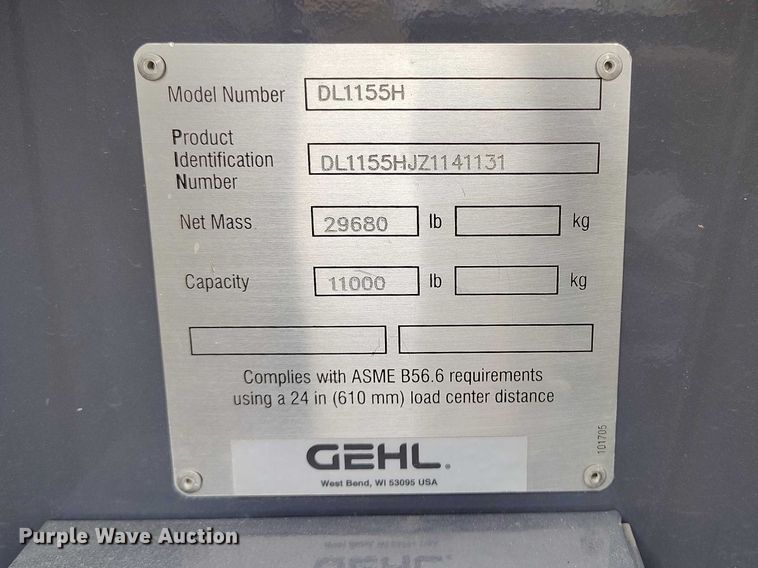 Model Number DL1155H
Product
Identification DL1155HJZ1141131
Number
Net Mass 29680 lb kg
Capacity 11000 lb kg
Complies with ASME B56.6 requirements
using a 24 in (610 mm) load center distance
101705
GEHL®
West Bend, WI 53095 USA
Purple Wave Auction